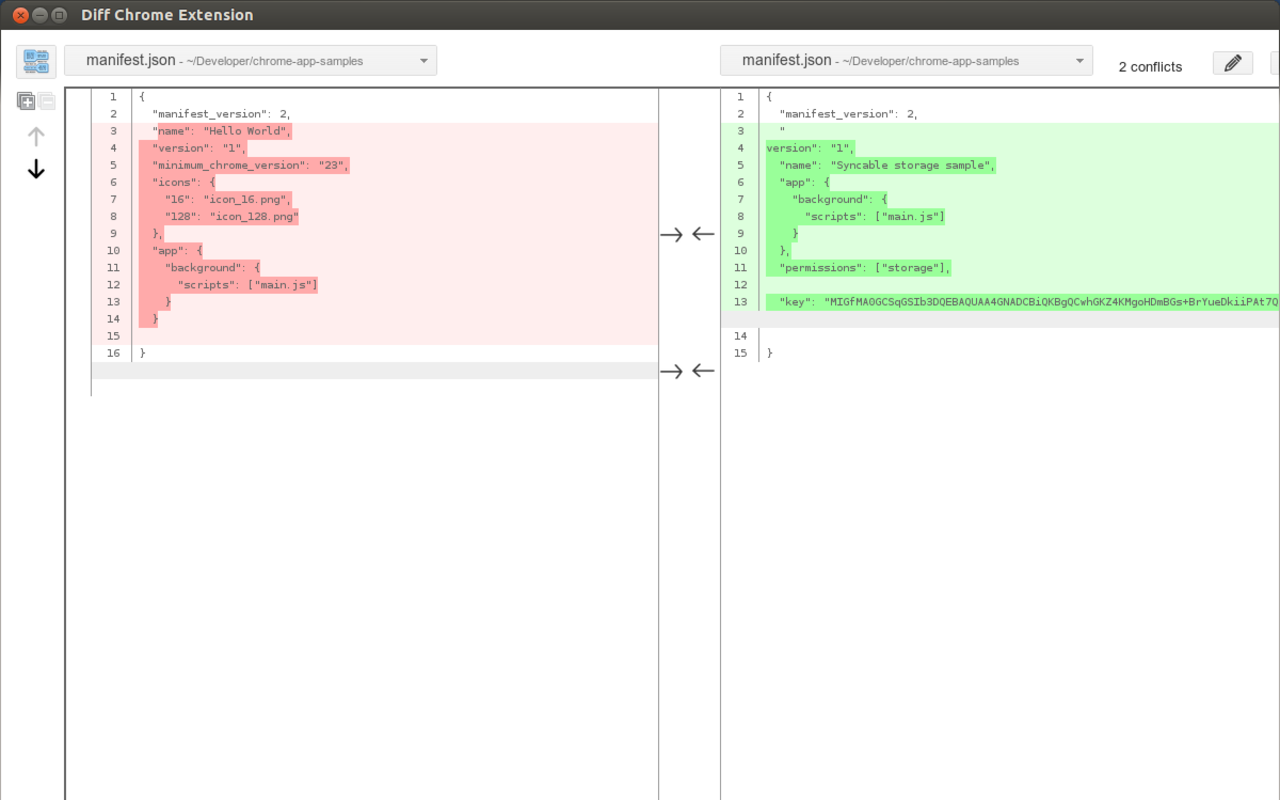 Diff Chrome Extension
manifest.json - ~/Developer/chrome-app-samples
manifest.json - ~/Developer/chrome-app-samples
2 conflicts
1 {
2 "manifest_version": 2,
3 "name": "Hello World",
4 "version": "1",
5 "minimum_chrome_version": "23",
6 "icons": {
7 "16": "icon_16.png",
8 "128": "icon_128.png"
9 },
10 "app": {
11 "background": {
12 "scripts": ["main.js"]
13 }
14 }
15
16 }
1 {
2 "manifest_version": 2,
3 "
4 version": "1",
5 "name": "Syncable storage sample",
6 "app": {
7 "background": {
8 "scripts": ["main.js"]
9 }
10 },
11 "permissions": ["storage"],
12
13 "key": "MIGfMA0GCSqGSIb3DQEBAQUAA4GNADCBiQKBgQCwhGKZ4KMgoHDmBGs+BrYueDkiiPAt7Q
14
15 }